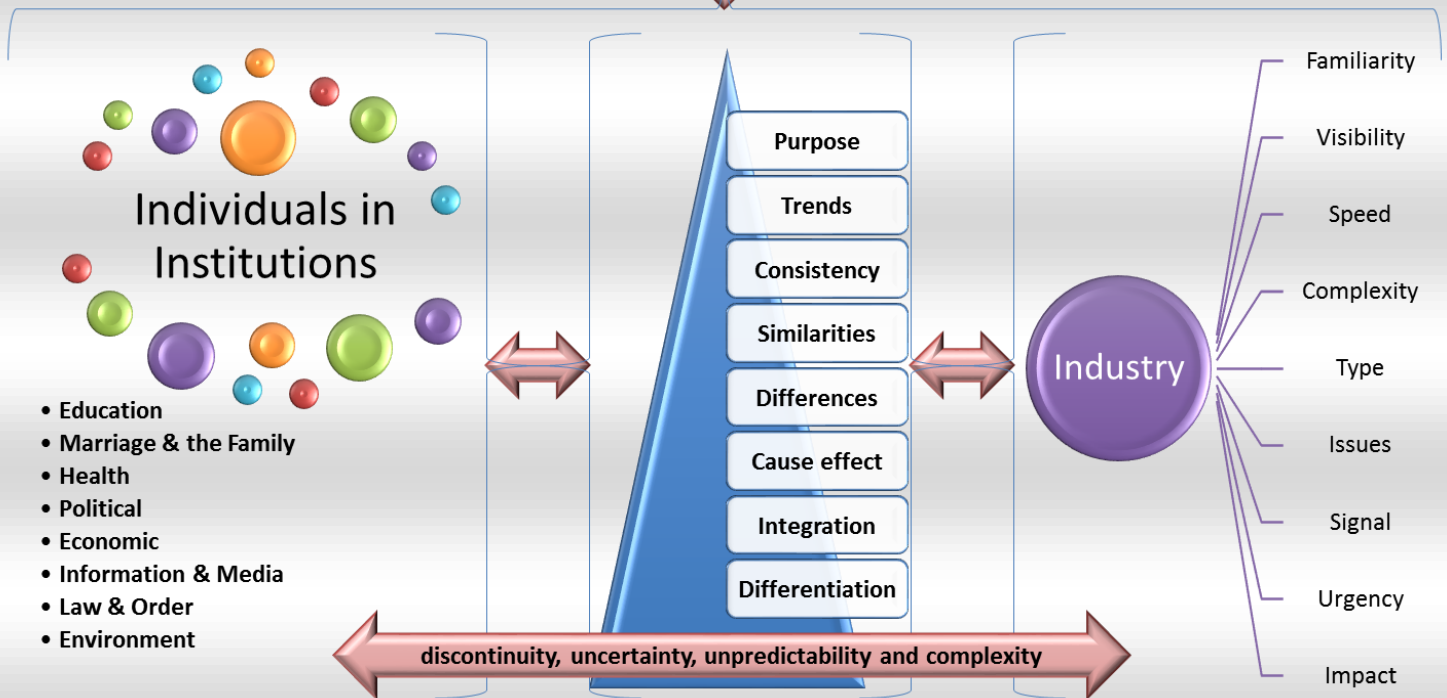 Individuals in
Institutions
• Education
• Marriage & the Family
• Health
• Political
• Economic
• Information & Media
• Law & Order
• Environment
Purpose
Trends
Consistency
Similarities
Differences
Cause effect
Integration
Differentiation
Industry
Familiarity
Visibility
Speed
Complexity
Type
Issues
Signal
Urgency
Impact
discontinuity, uncertainty, unpredictability and complexity